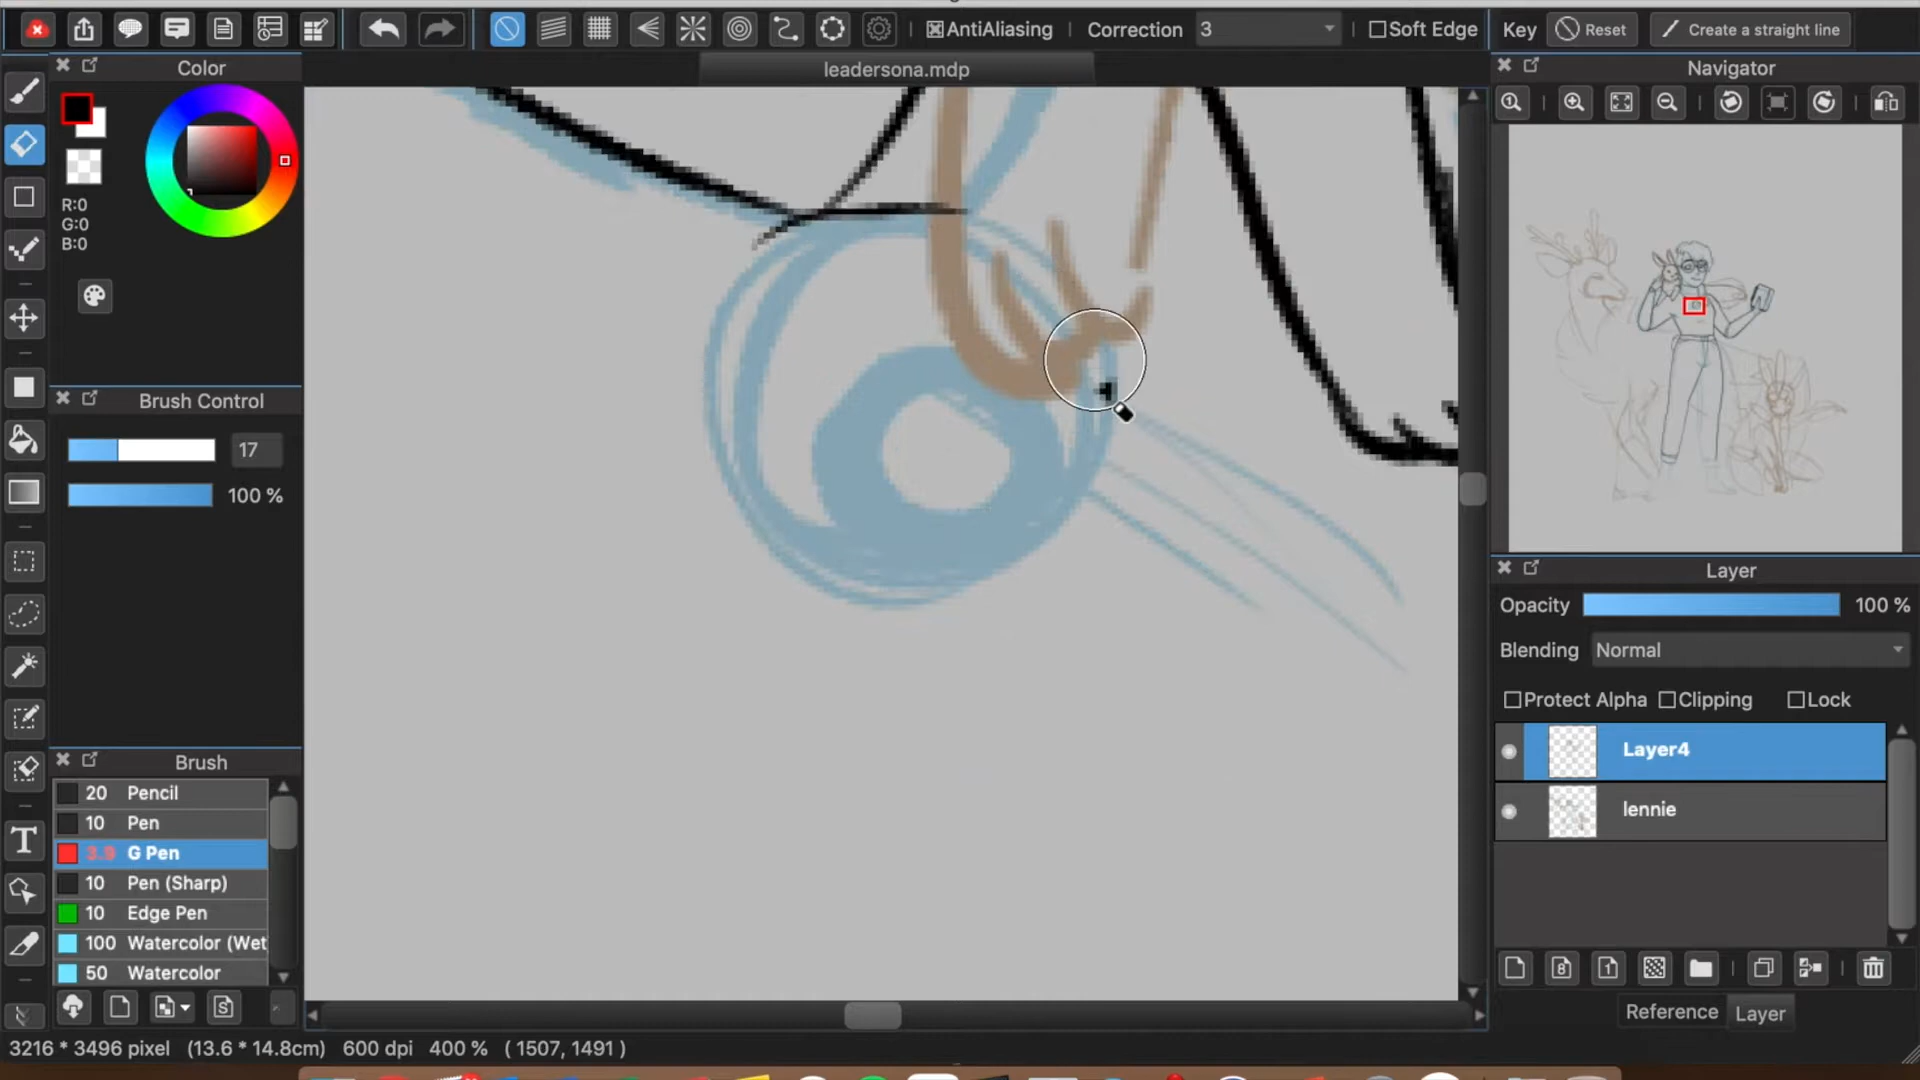 AntiAliasing
Correction 3
Soft Edge
Key
Reset
Create a straight line
Color
leadersona.mdp
Navigator
R:0
G:0
B:0
Brush Control
17
100 %
Layer
Opacity 100 %
Blending Normal
Protect Alpha Clipping Lock
Layer4
lennie
Brush
20 Pencil
10 Pen
3.9 G Pen
10 Pen (Sharp)
10 Edge Pen
100 Watercolor (Wet
50 Watercolor
Reference Layer
3216 * 3496 pixel (13.6 * 14.8cm) 600 dpi 400 % ( 1507, 1491 )